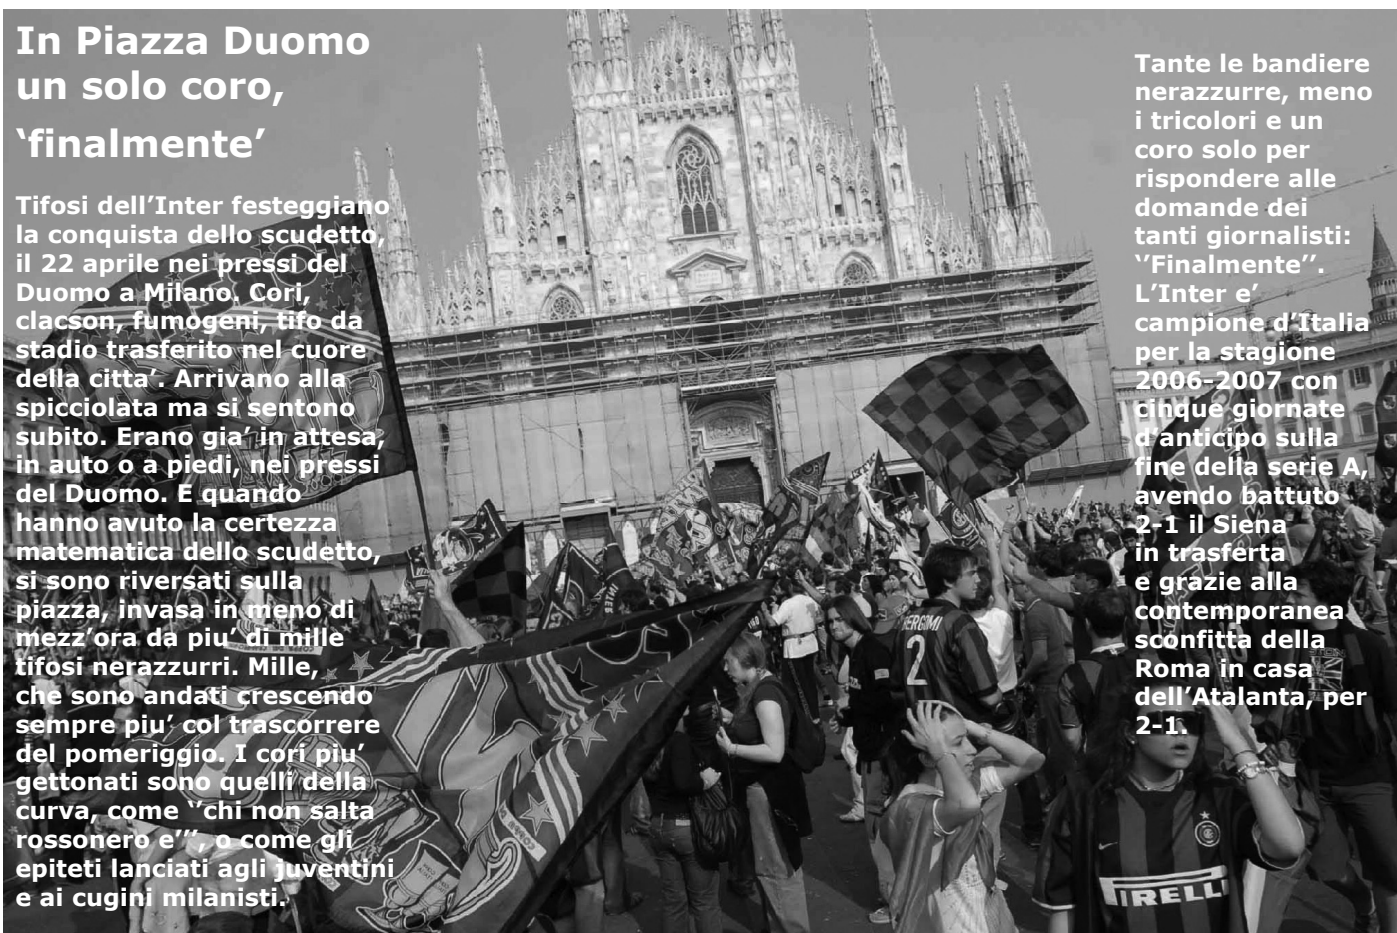 In Piazza Duomo
un solo coro,
‘finalmente’
Tifosi dell’Inter festeggiano
la conquista dello scudetto,
il 22 aprile nei pressi del
Duomo a Milano. Cori,
clacson, fumogeni, tifo da
stadio trasferito nel cuore
della citta’. Arrivano alla
spicciolata ma si sentono
subito. Erano gia’ in attesa,
in auto o a piedi, nei pressi
del Duomo. E quando
hanno avuto la certezza
matematica dello scudetto,
si sono riversati sulla
piazza, invasa in meno di
mezz’ora da piu’ di mille
tifosi nerazzurri. Mille,
che sono andati crescendo
sempre piu’ col trascorrere
del pomeriggio. I cori piu’
gettonati sono quelli della
curva, come ‘’chi non salta
rossonero e’’’, o come gli
epiteti lanciati agli juventini
e ai cugini milanisti.
Tante le bandiere
nerazzurre, meno
i tricolori e un
coro solo per
rispondere alle
domande dei
tanti giornalisti:
‘’Finalmente’’.
L’Inter e’
campione d’Italia
per la stagione
2006-2007 con
cinque giornate
d’anticipo sulla
fine della serie A,
avendo battuto
2-1 il Siena
in trasferta
e grazie alla
contemporanea
sconfitta della
Roma in casa
dell’Atalanta, per
2-1.
BERGOMI
2
PIRELLI